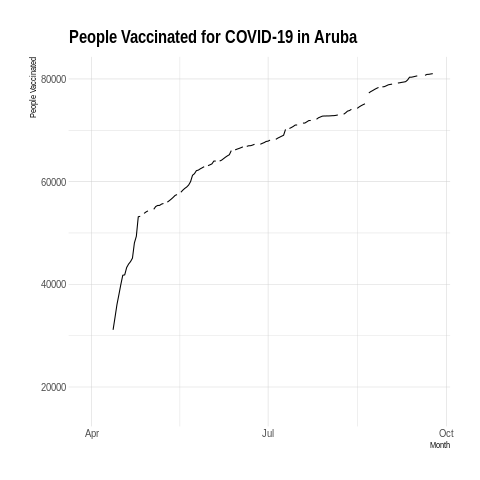 People Vaccinated for COVID-19 in Aruba
People Vaccinated
80000
60000
40000
20000
Apr
Jul
Oct
Month